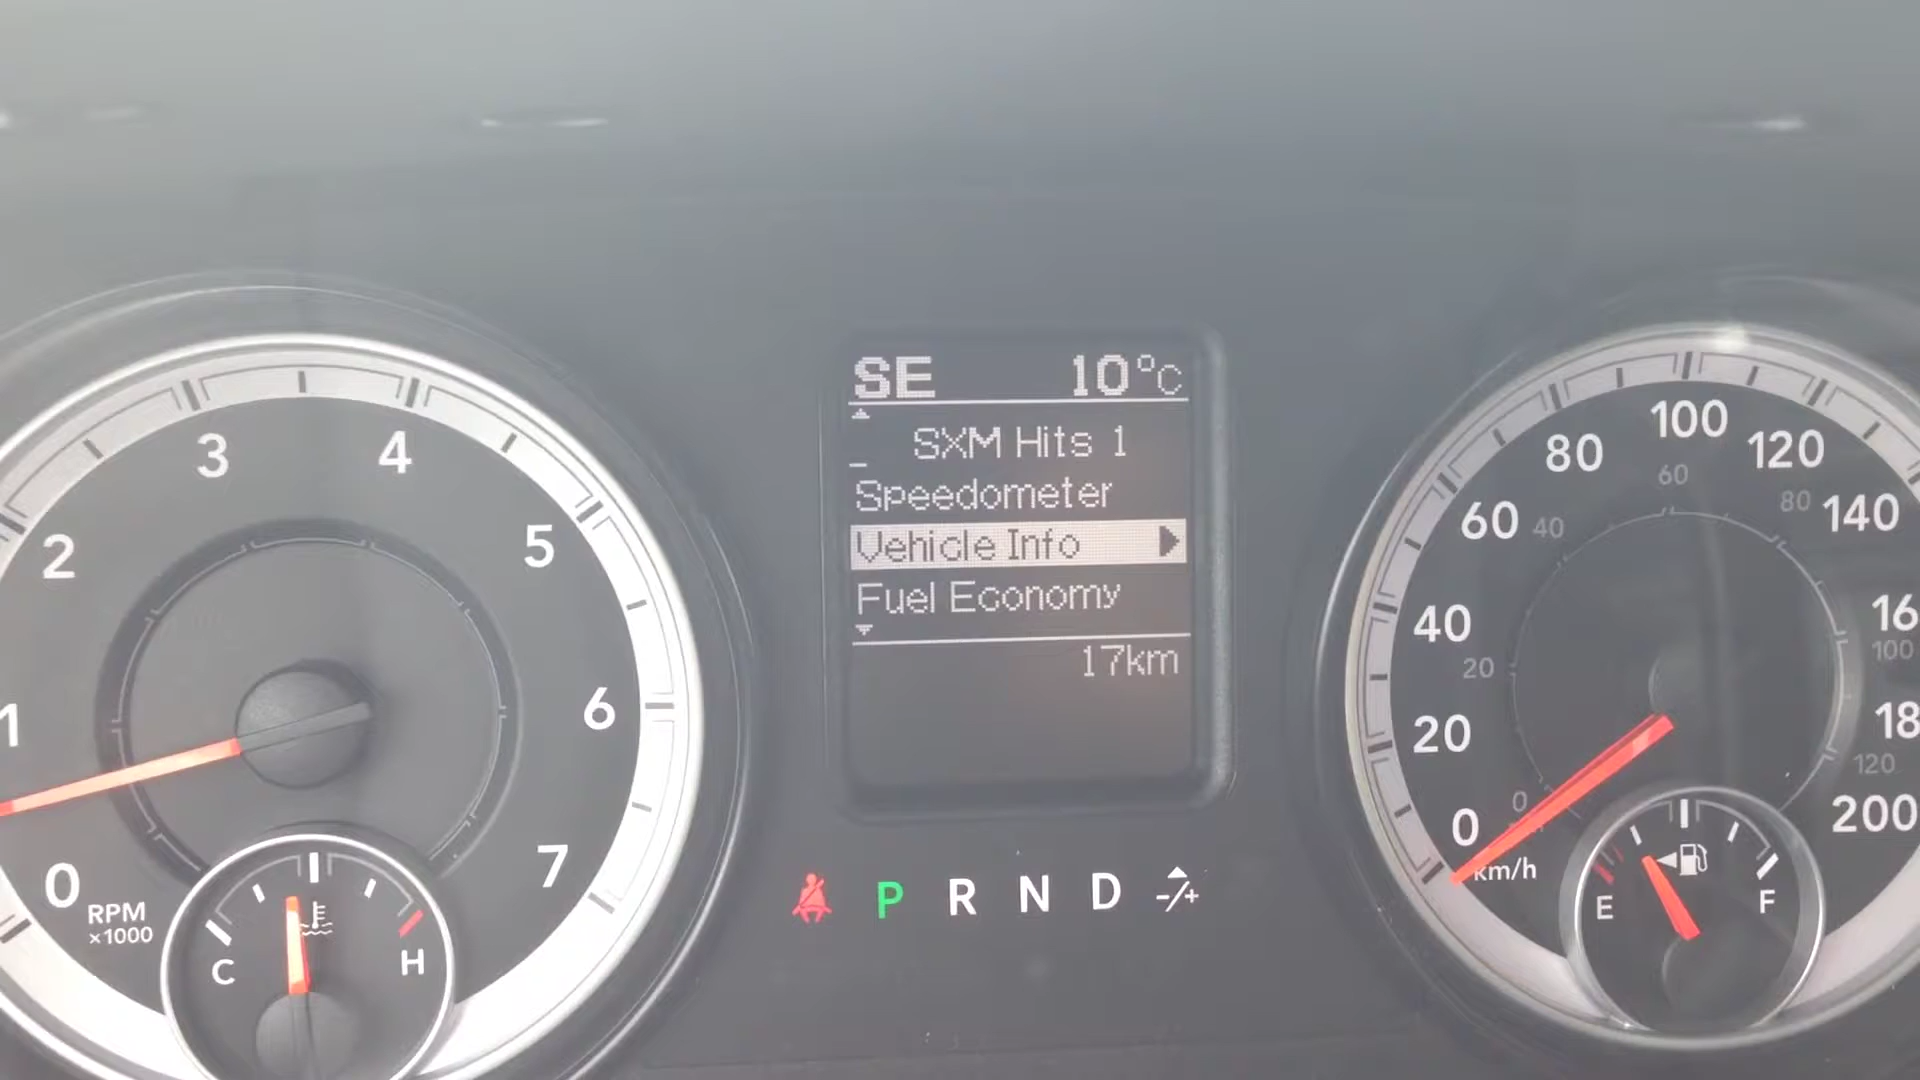 SE 10°C
SXM Hits 1
Speedometer
Vehicle Info
Fuel Economy
17km
P R N D -/+
0 1 2 3 4 5 6 7
RPM
×1000
C H
0 20 40 60 80 100 120 140 16 18 200
0 20 40 60 80 100 120
km/h
E F